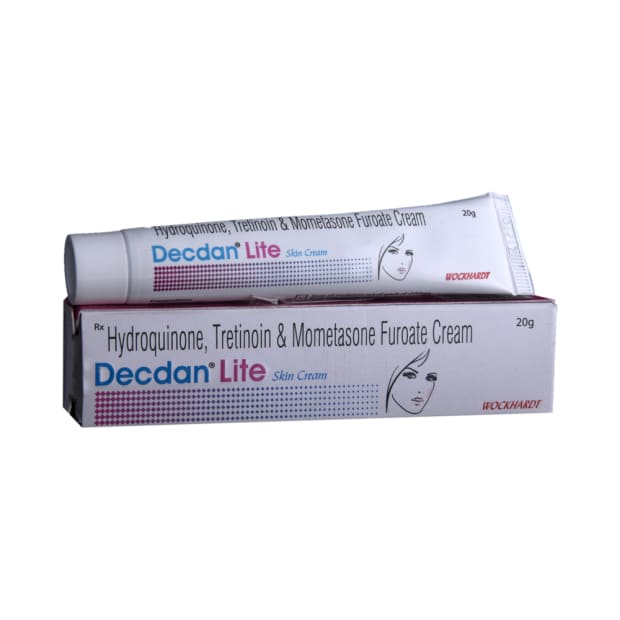 Hydroquinone, Tretinoin & Mometasone Furoate Cream
20g
Decdan® Lite Skin Cream
WOCKHARDT
Rx Hydroquinone, Tretinoin & Mometasone Furoate Cream
20g
Decdan® Lite Skin Cream
WOCKHARDT